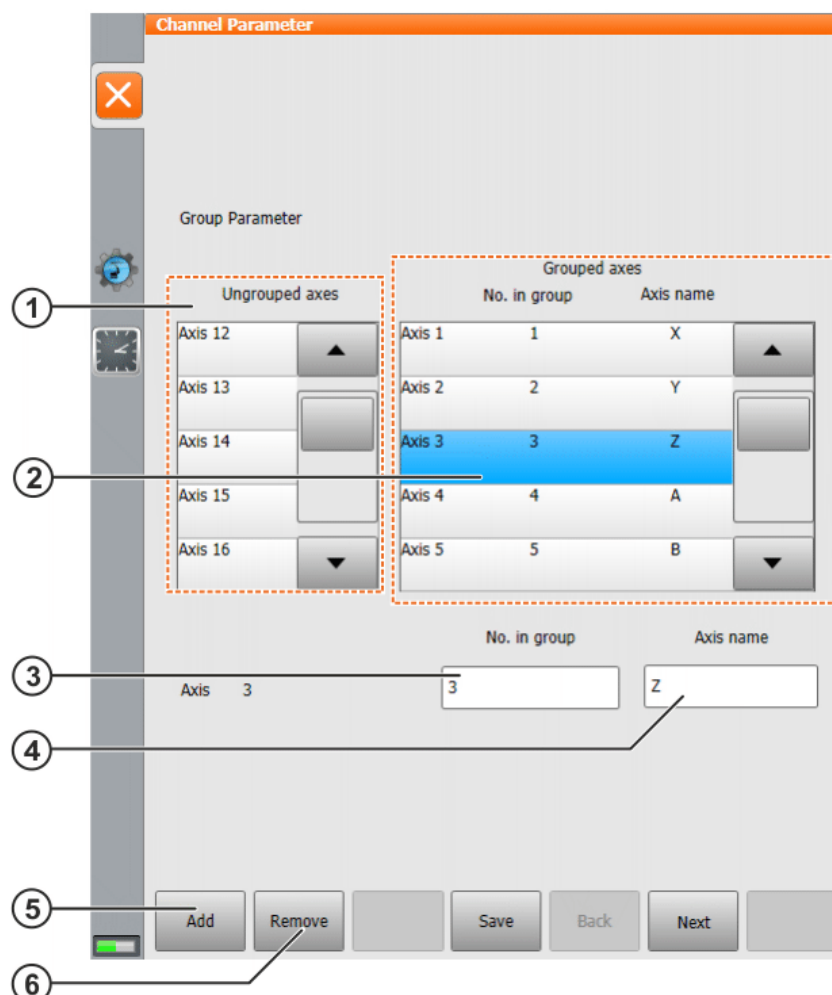 Channel Parameter
Group Parameter
Grouped axes
1 Ungrouped axes No. in group Axis name
Axis 12 Axis 1 1 X
Axis 13 Axis 2 2 Y
Axis 14 Axis 3 3 Z
2
Axis 15 Axis 4 4 A
Axis 16 Axis 5 5 B
No. in group Axis name
3 Axis 3 3 Z
4
5 Add Remove Save Back Next
6